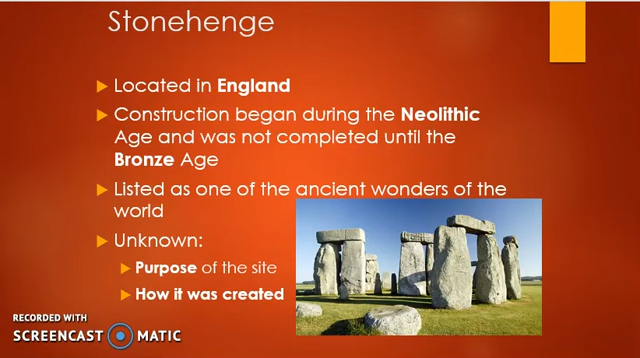 Stonehenge
Located in England
Construction began during the Neolithic
Age and was not completed until the
Bronze Age
Listed as one of the ancient wonders of the
world
Unknown:
Purpose of the site
How it was created
RECORDED WITH
SCREENCAST MATIC